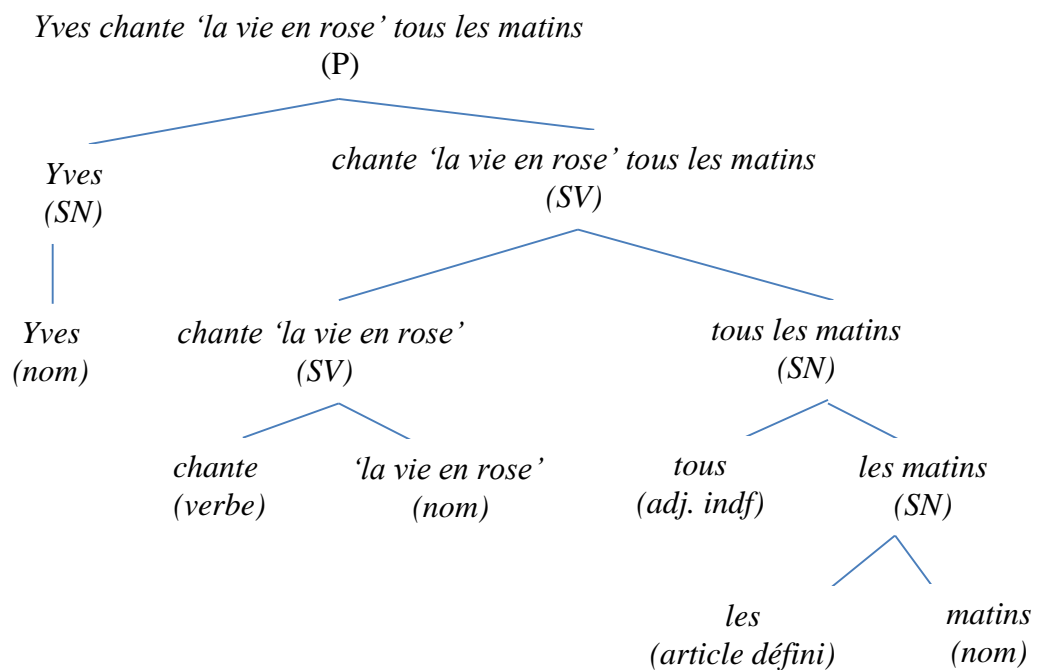 Yves chante ‘la vie en rose’ tous les matins
(P)
Yves
(SN)
chante ‘la vie en rose’ tous les matins
(SV)
Yves
(nom)
chante ‘la vie en rose’
(SV)
tous les matins
(SN)
chante
(verbe)
‘la vie en rose’
(nom)
tous
(adj. indf)
les matins
(SN)
les
(article défini)
matins
(nom)